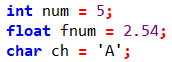 int num = 5;
float fnum = 2.54;
char ch = 'A';